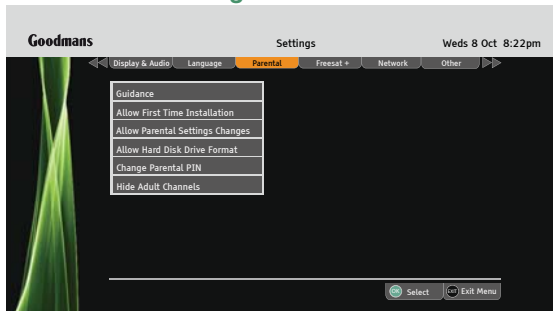 Goodmans Settings Weds 8 Oct 8:22pm
Display & Audio Language Parental Freesat + Network Other
Guidance
Allow First Time Installation
Allow Parental Settings Changes
Allow Hard Disk Drive Format
Change Parental PIN
Hide Adult Channels
OK Select EXIT Exit Menu